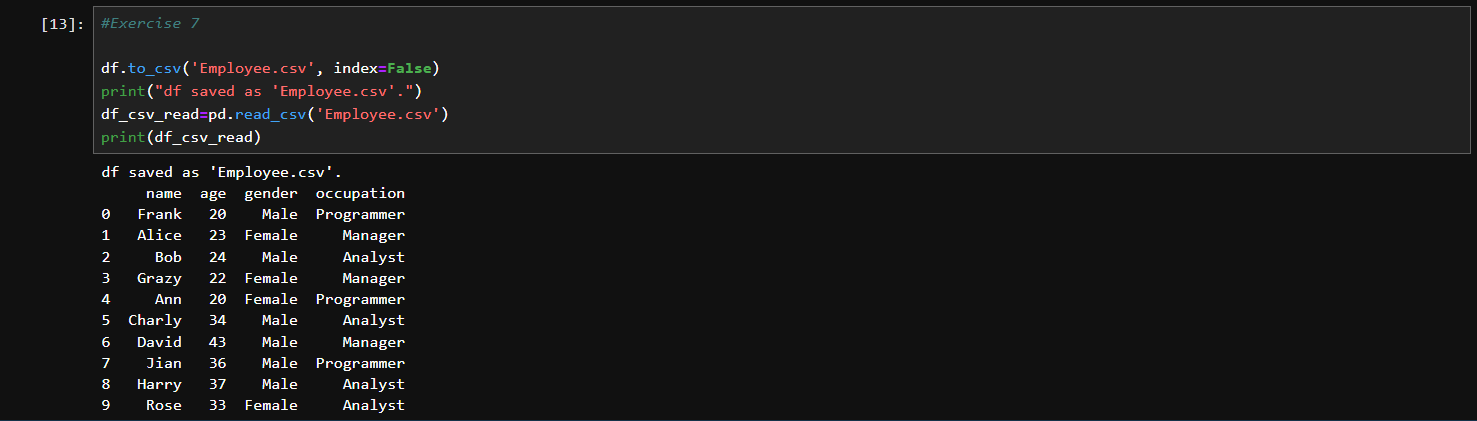 [13]: #Exercise 7
df.to_csv('Employee.csv', index=False)
print("df saved as 'Employee.csv'.")
df_csv_read=pd.read_csv('Employee.csv')
print(df_csv_read)
df saved as 'Employee.csv'.
     name  age  gender  occupation
0   Frank   20    Male  Programmer
1   Alice   23  Female     Manager
2     Bob   24    Male     Analyst
3   Grazy   22  Female     Manager
4     Ann   20  Female  Programmer
5  Charly   34    Male     Analyst
6   David   43    Male     Manager
7    Jian   36    Male  Programmer
8   Harry   37    Male     Analyst
9    Rose   33  Female     Analyst